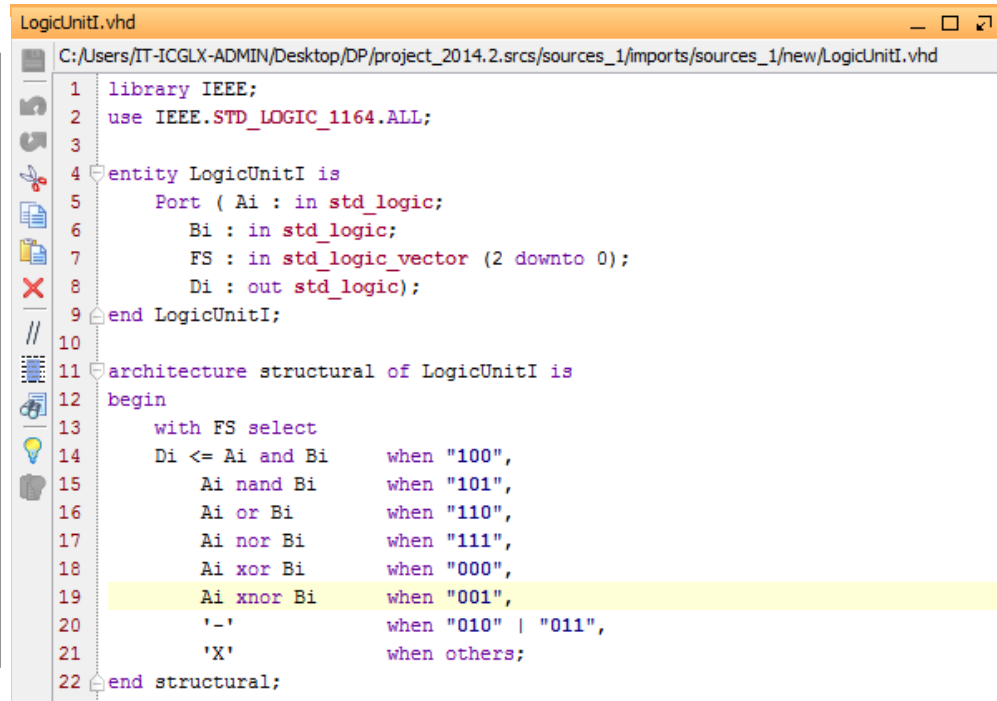 LogicUnitI.vhd
C:/Users/IT-ICGLX-ADMIN/Desktop/DP/project_2014.2.srcs/sources_1/imports/sources_1/new/LogicUnitI.vhd
1 library IEEE;
2 use IEEE.STD_LOGIC_1164.ALL;
3
4 entity LogicUnitI is
5     Port ( Ai : in std_logic;
6        Bi : in std_logic;
7        FS : in std_logic_vector (2 downto 0);
8        Di : out std_logic);
9 end LogicUnitI;
10
11 architecture structural of LogicUnitI is
12 begin
13     with FS select
14     Di <= Ai and Bi     when "100",
15         Ai nand Bi      when "101",
16         Ai or Bi        when "110",
17         Ai nor Bi       when "111",
18         Ai xor Bi       when "000",
19         Ai xnor Bi      when "001",
20         '-'             when "010" | "011",
21         'X'             when others;
22 end structural;
//